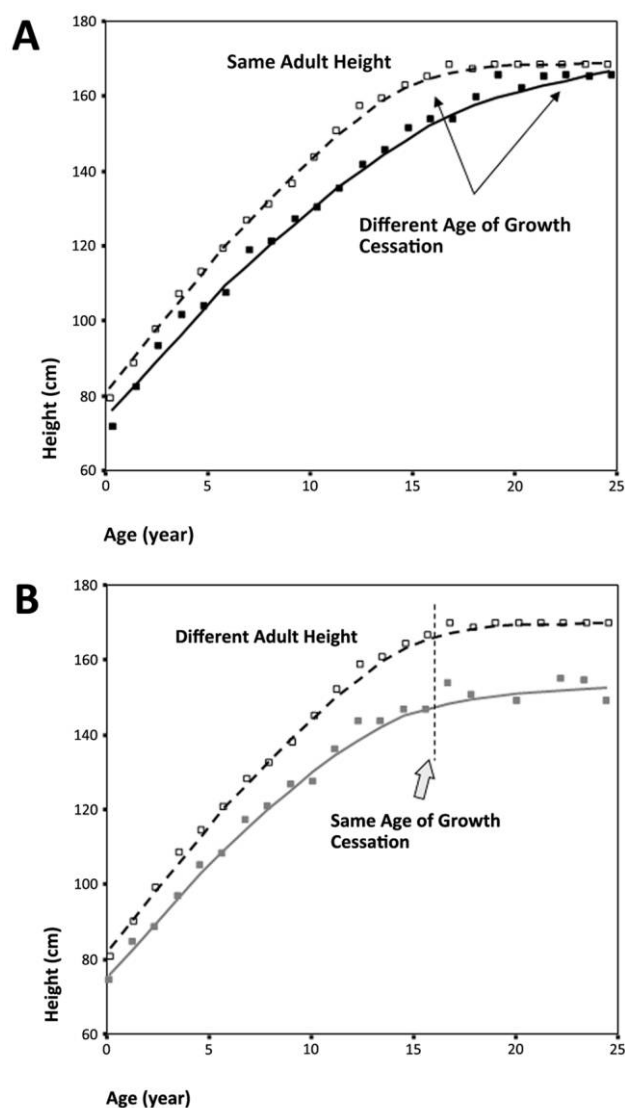 A
180
160
140
120
100
80
60
0
5
10
15
20
25
Same Adult Height
Different Age of Growth
Cessation
Height (cm)
Age (year)
B
180
160
140
120
100
80
60
0
5
10
15
20
25
Different Adult Height
Same Age of Growth
Cessation
Height (cm)
Age (year)